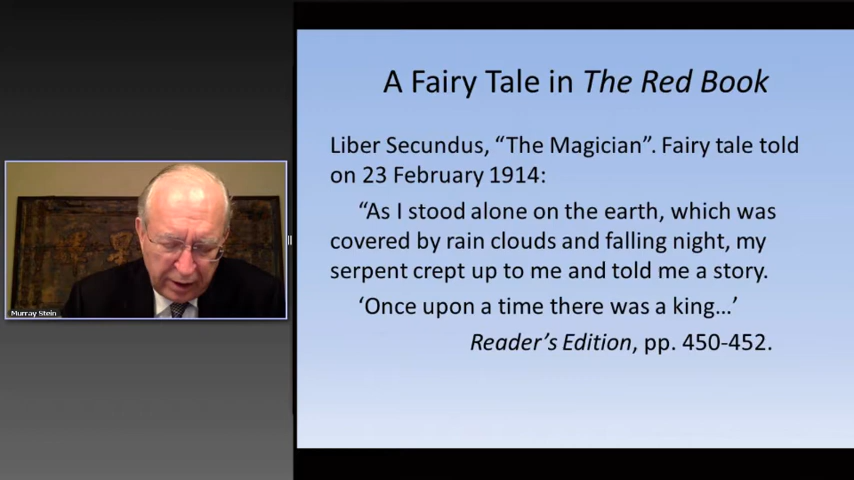 A Fairy Tale in The Red Book
Liber Secundus, “The Magician”. Fairy tale told
on 23 February 1914:
“As I stood alone on the earth, which was
covered by rain clouds and falling night, my
serpent crept up to me and told me a story.
‘Once upon a time there was a king…’
Reader’s Edition, pp. 450-452.
Murray Stein